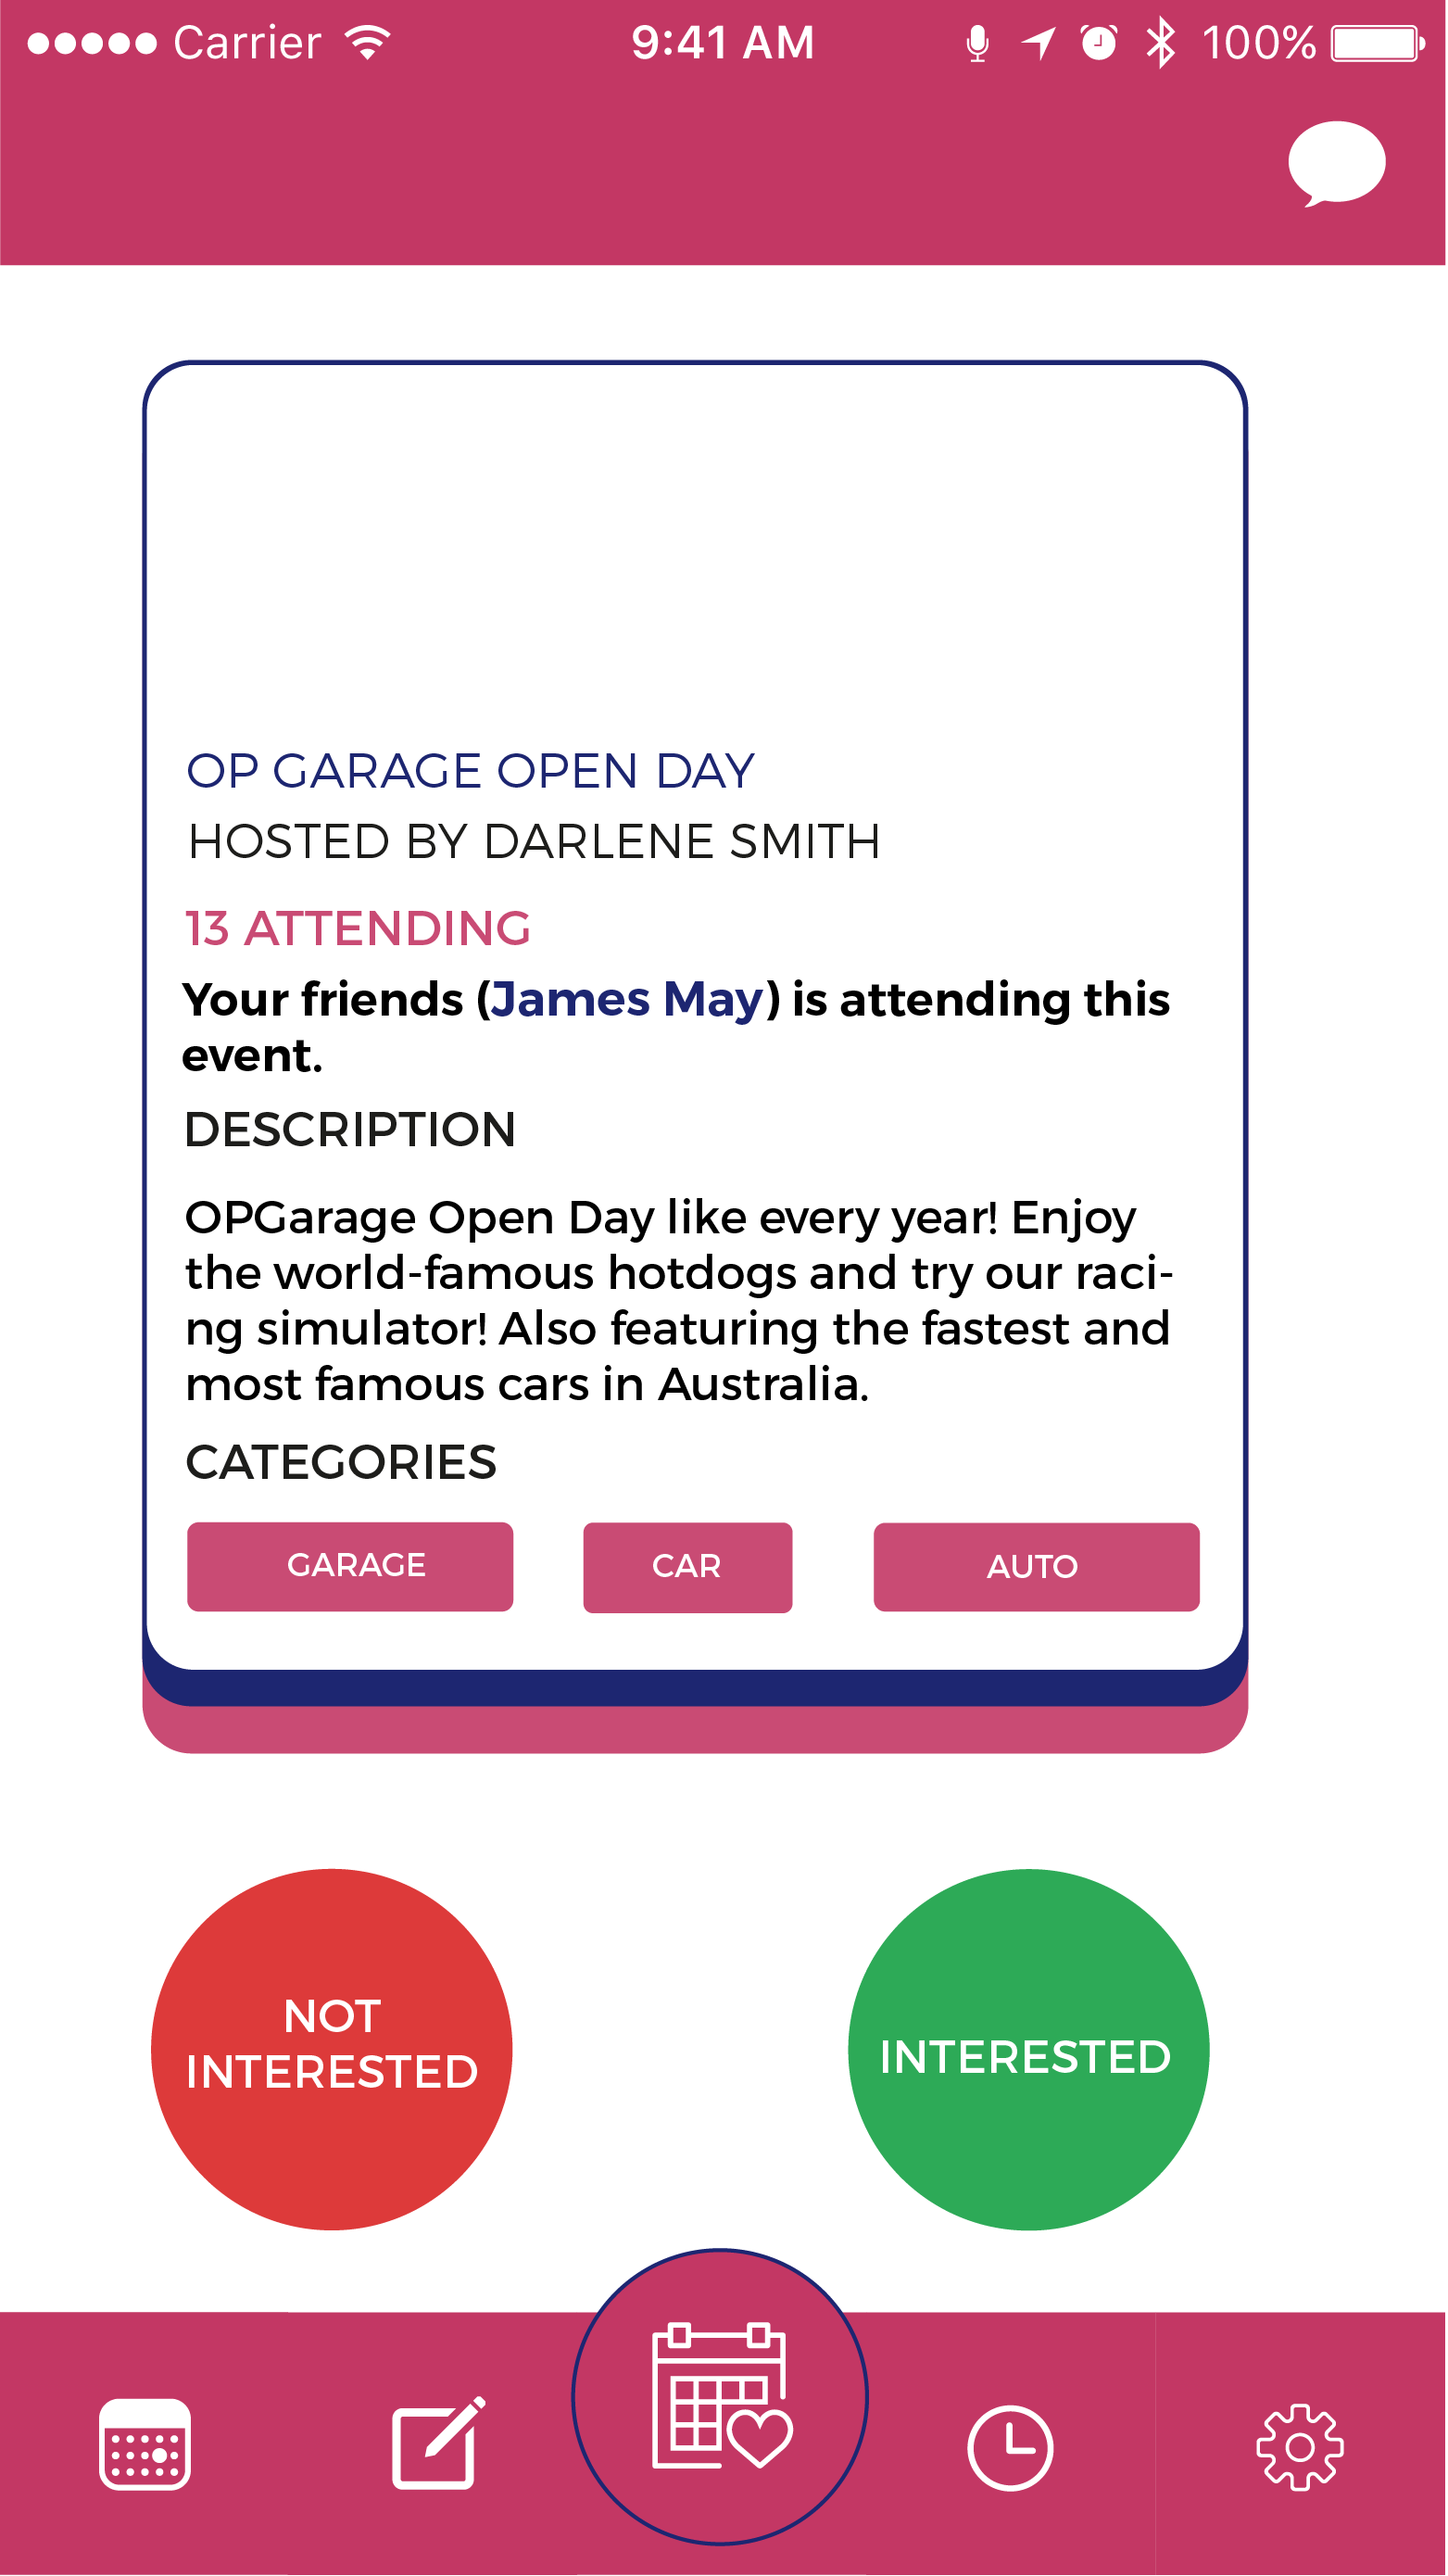 Carrier 9:41 AM 100%
OP GARAGE OPEN DAY
HOSTED BY DARLENE SMITH
13 ATTENDING
Your friends (James May) is attending this
event.
DESCRIPTION
OPGarage Open Day like every year! Enjoy
the world-famous hotdogs and try our raci-
ng simulator! Also featuring the fastest and
most famous cars in Australia.
CATEGORIES
GARAGE CAR AUTO
NOT
INTERESTED
INTERESTED